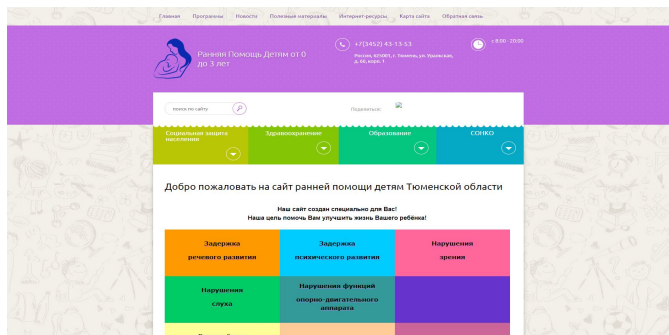 Главная Программы Новости Полезные материалы Интернет-ресурсы Карта сайта Обратная связь
Ранняя Помощь Детям от 0
до 3 лет
+7(3452) 43-13-53
Россия, 625001, г. Тюмень, ул. Уральская,
д. 60, корп. 1
с 8:00 - 20:00
поиск по сайту
Поделиться:
Социальная защита
населения
Здравоохранение
Образование
СОНКО
Добро пожаловать на сайт ранней помощи детям Тюменской области
Наш сайт создан специально для Вас!
Наша цель помочь Вам улучшить жизнь Вашего ребёнка!
Задержка
речевого развития
Задержка
психического развития
Нарушения
зрения
Нарушения
слуха
Нарушения функций
опорно-двигательного
аппарата